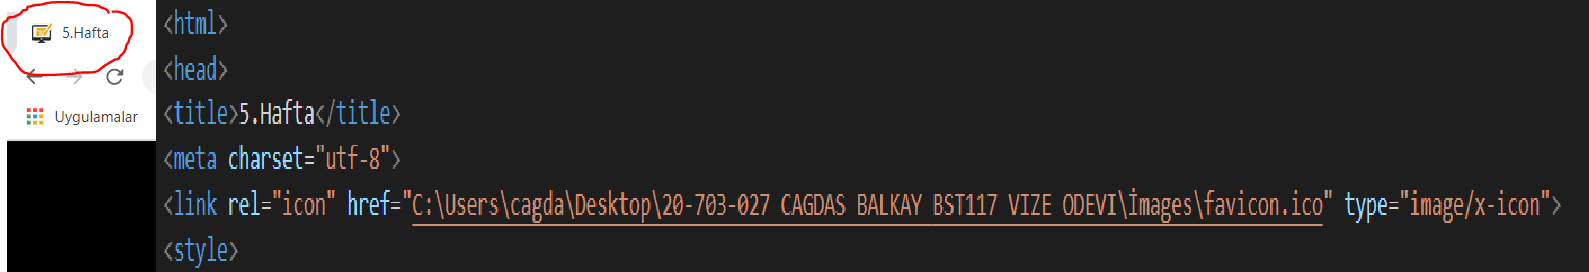 5.Hafta
Uygulamalar
<html>
<head>
<title>5.Hafta</title>
<meta charset="utf-8">
<link rel="icon" href="C:\Users\cagda\Desktop\20-703-027 CAGDAS BALKAY BST117 VIZE ODEVI\İmages\favicon.ico" type="image/x-icon">
<style>